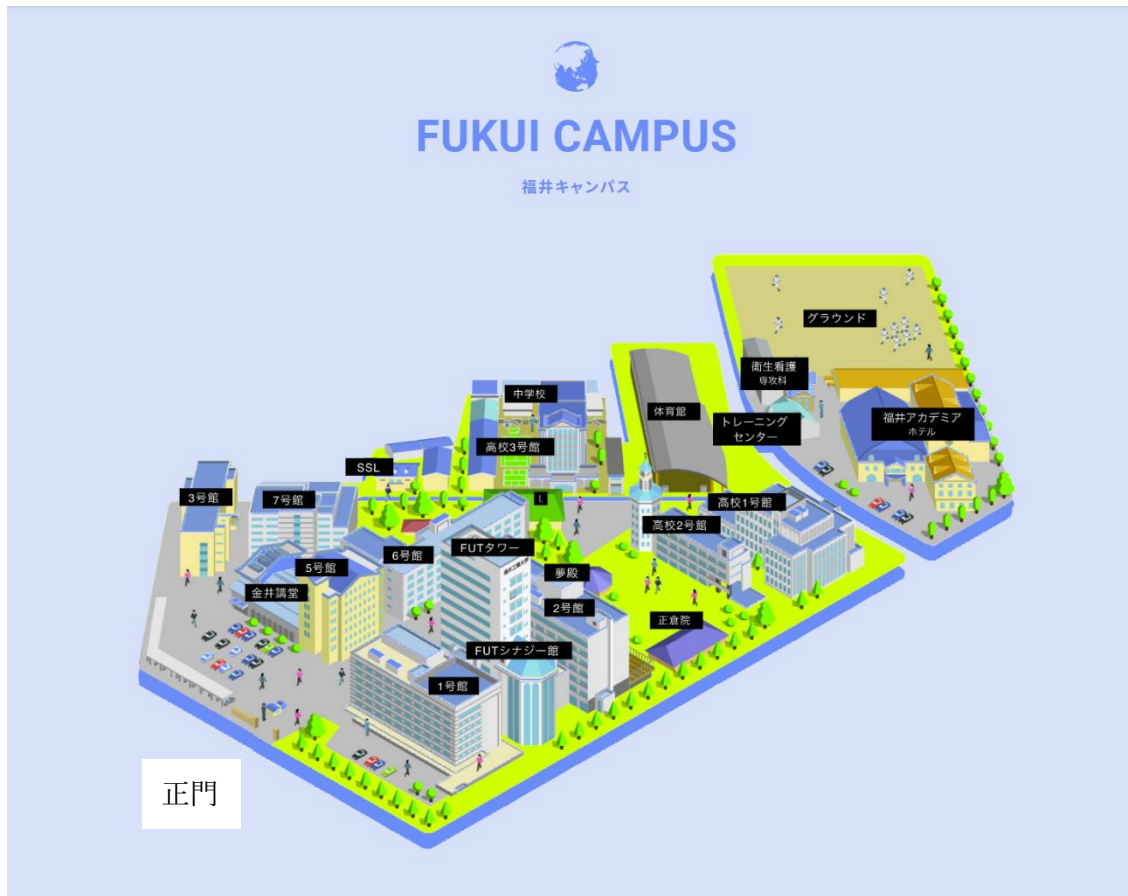 FUKUI CAMPUS
福井キャンパス
グラウンド
衛生看護
専攻科
中学校
体育館
トレーニング
センター
福井アカデミア
ホテル
高校3号館
SSL
3号館
7号館
L
高校1号館
高校2号館
FUTタワー
6号館
5号館
夢殿
金井講堂
2号館
正倉院
FUTシナジー館
1号館
正門